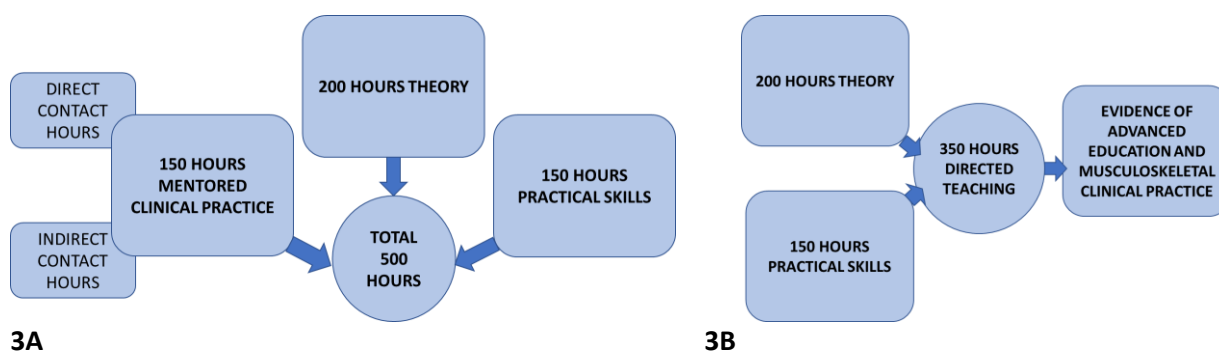 DIRECT
CONTACT
HOURS
150 HOURS
MENTORED
CLINICAL PRACTICE
INDIRECT
CONTACT
HOURS
200 HOURS THEORY
150 HOURS
PRACTICAL SKILLS
TOTAL
500
HOURS
3A
200 HOURS THEORY
150 HOURS
PRACTICAL SKILLS
350 HOURS
DIRECTED
TEACHING
EVIDENCE OF
ADVANCED
EDUCATION AND
MUSCULOSKELETAL
CLINICAL PRACTICE
3B